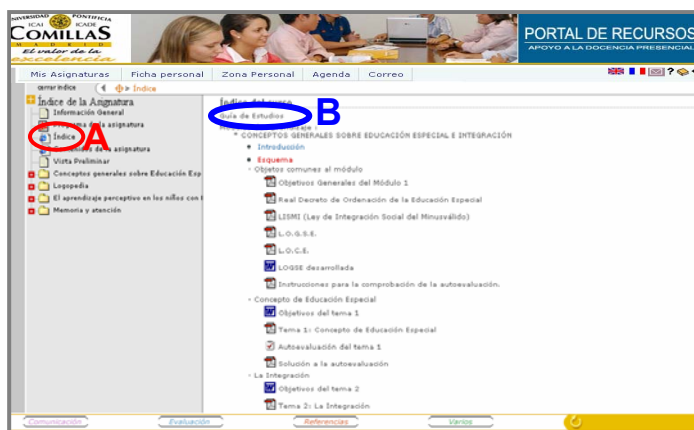 UNIVERSIDAD PONTIFICIA
ICAI ICADE
COMILLAS
MADRID
El valor de la
excelencia
PORTAL DE RECURSOS
APOYO A LA DOCENCIA PRESENCIAL
Mis Asignaturas Ficha personal Zona Personal Agenda Correo
cerrar indice Índice
Índice de la Asignatura
Información General
de la asignatura
Índice
A
de la asignatura
Vista Preliminar
Conceptos generales sobre Educación Esp
Logopedia
El aprendizaje perceptivo en los niños con
Memoria y atención
Índice del curso
Guía de Estudios
B
CONCEPTOS GENERALES SOBRE EDUCACIÓN ESPECIAL E INTEGRACIÓN
Introducción
Esquema
- Objetos comunes al módulo
Objetivos Generales del Módulo 1
Real Decreto de Ordenación de la Educación Especial
LISMI (Ley de Integración Social del Minusválido)
L.O.G.S.E.
L.O.C.E.
LOGSE desarrollada
Instrucciones para la comprobación de la autoevaluación.
- Concepto de Educación Especial
Objetivos del tema 1
Tema 1: Concepto de Educación Especial
Autoevaluación del tema 1
Solución a la autoevaluación
- La Integración
Objetivos del tema 2
Tema 2: La Integración
Comunicación Evaluación Referencias Varios